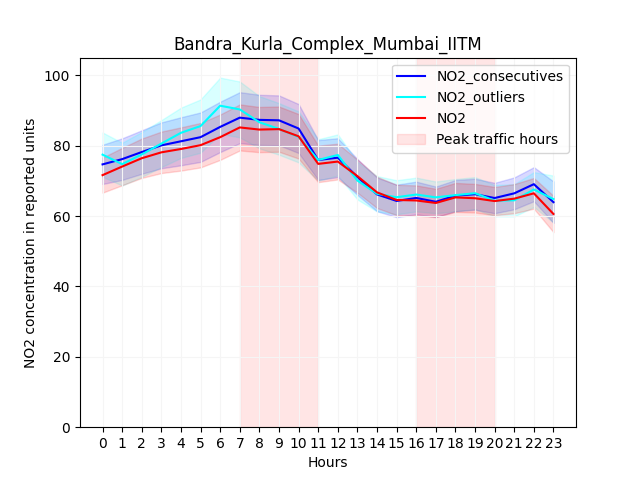 Bandra_Kurla_Complex_Mumbai_IITM
NO2 concentration in reported units
100
80
60
40
20
0
NO2_consecutives
NO2_outliers
NO2
Peak traffic hours
0 1 2 3 4 5 6 7 8 9 10 11 12 13 14 15 16 17 18 19 20 21 22 23
Hours